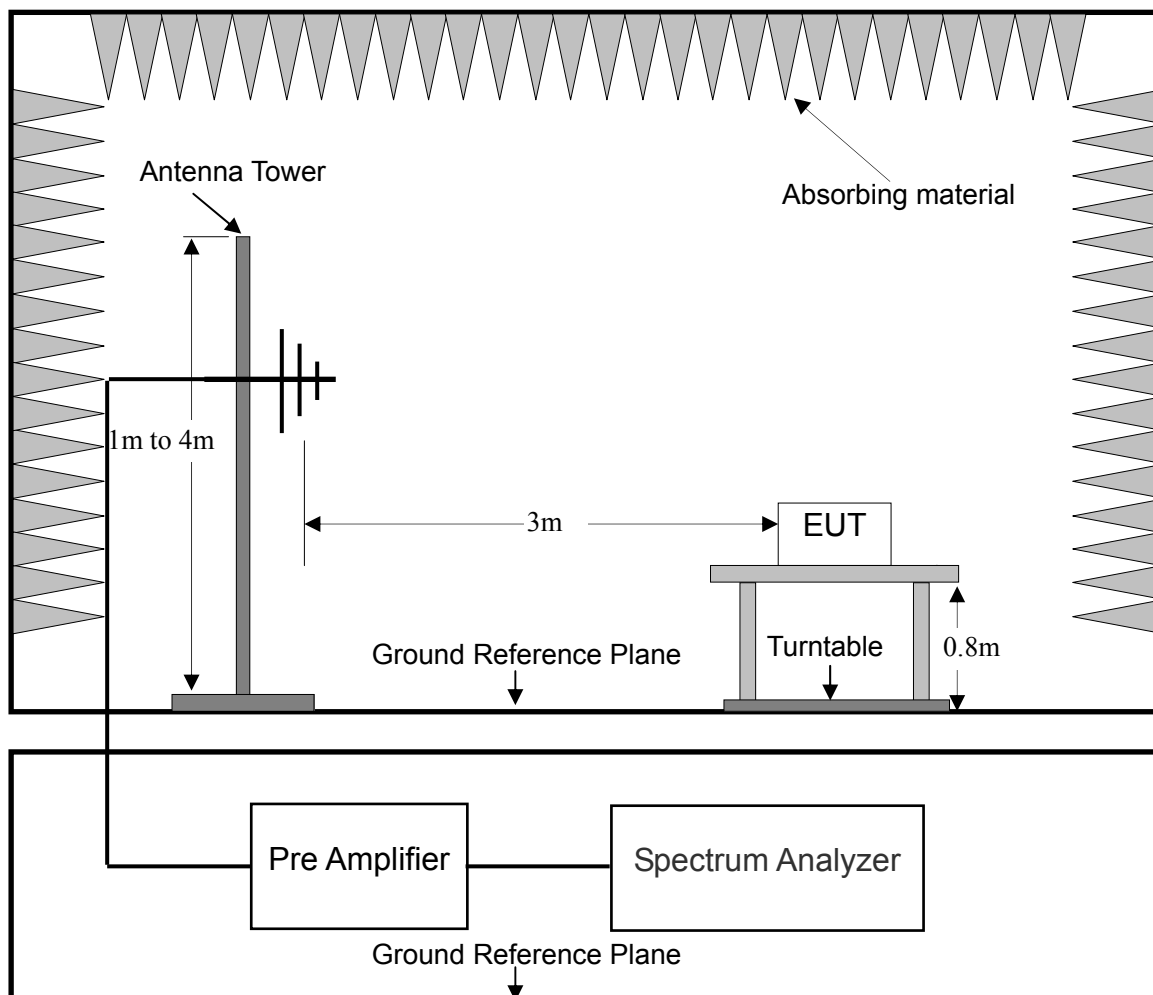 Antenna Tower
Absorbing material
1m to 4m
3m
EUT
Ground Reference Plane
Turntable
0.8m
Pre Amplifier
Spectrum Analyzer
Ground Reference Plane